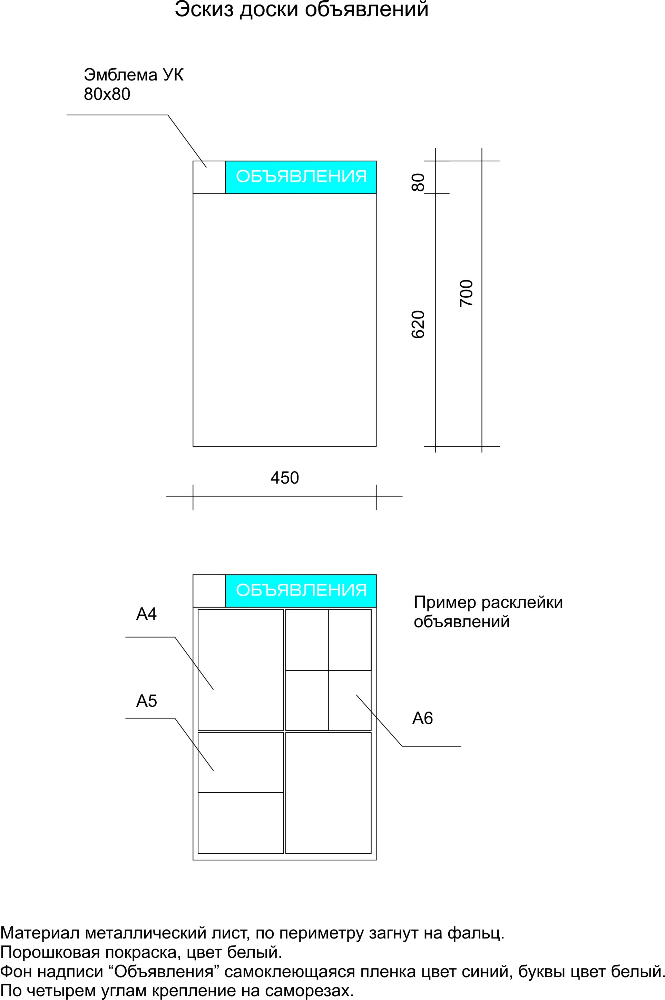 Эскиз доски объявлений
Эмблема УК
80х80
ОБЪЯВЛЕНИЯ
80
620
700
450
ОБЪЯВЛЕНИЯ
Пример расклейки
объявлений
А4
А5
А6
Материал металлический лист, по периметру загнут на фальц.
Порошковая покраска, цвет белый.
Фон надписи “Объявления” самоклеющаяся пленка цвет синий, буквы цвет белый.
По четырем углам крепление на саморезах.